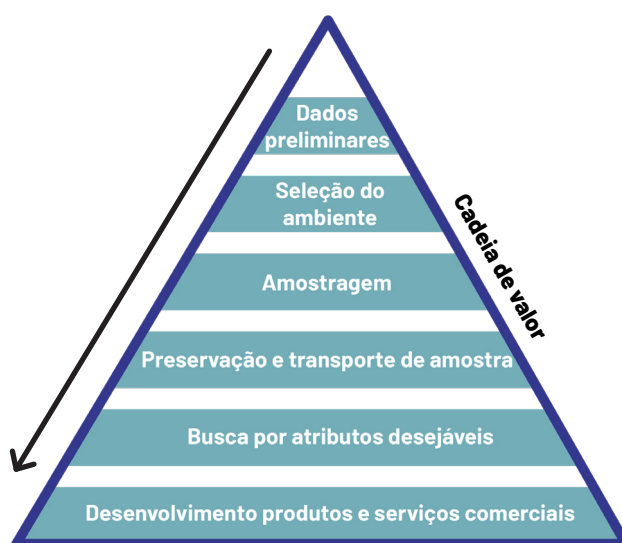 Dados
preliminares
Seleção do
ambiente
Cadeia de valor
Amostragem
Preservação e transporte de amostra
Busca por atributos desejáveis
Desenvolvimento produtos e serviços comerciais